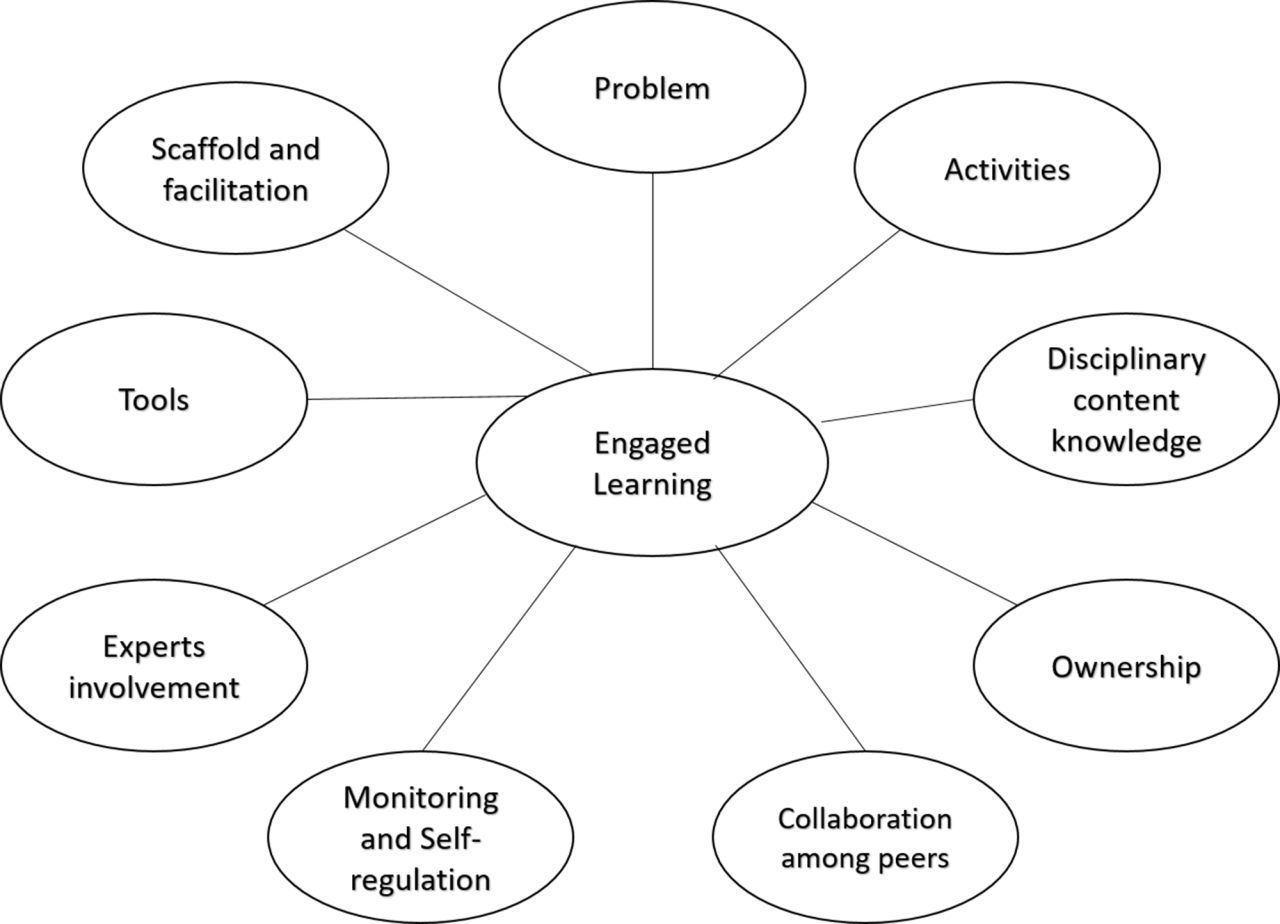 Problem
Scaffold and
facilitation
Activities
Tools
Disciplinary
content
knowledge
Engaged
Learning
Experts
involvement
Ownership
Monitoring
and Self-
regulation
Collaboration
among peers